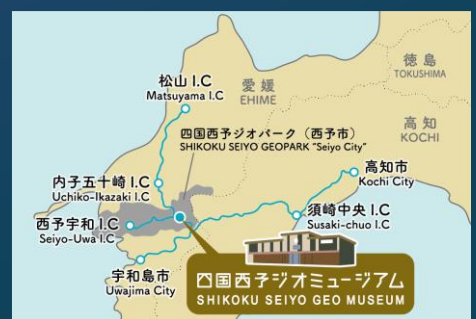 徳島
TOKUSHIMA
松山 I.C
Matsuyama I.C
愛媛
EHIME
高知
KOCHI
四国西予ジオパーク（西予市）
SHIKOKU SEIYO GEOPARK "Seiyo City"
内子五十崎 I.C
Uchiko-Ikazaki I.C
高知市
Kochi City
西予宇和 I.C
Seiyo-Uwa I.C
須崎中央 I.C
Susaki-chuo I.C
宇和島市
Uwajima City
四国西予ジオミュージアム
SHIKOKU SEIYO GEO MUSEUM